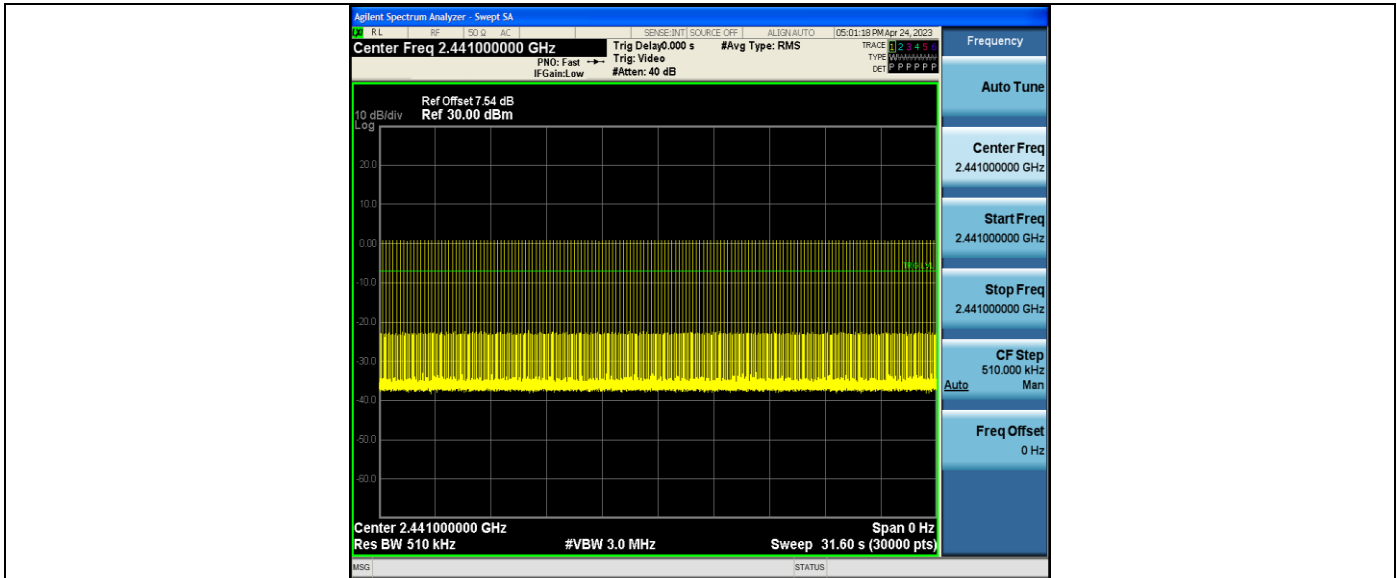 Agilent Spectrum Analyzer - Swept SA
RL RF 50 Ω AC SENSE:INT SOURCE OFF ALIGN AUTO 05:01:18 PM Apr 24, 2023
Center Freq 2.441000000 GHz
PNO: Fast
IFGain:Low
Trig Delay0.000 s
Trig: Video
#Atten: 40 dB
#Avg Type: RMS
TRACE 1 2 3 4 5 6
TYPE
DET P P P P P P
Ref Offset 7.54 dB
10 dB/div Ref 30.00 dBm
Log
20.0
10.0
0.00
TRIG LVL
-10.0
-20.0
-30.0
-40.0
-50.0
-60.0
Center 2.441000000 GHz Span 0 Hz
Res BW 510 kHz #VBW 3.0 MHz Sweep 31.60 s (30000 pts)
MSG STATUS
Frequency
Auto Tune
Center Freq
2.441000000 GHz
Start Freq
2.441000000 GHz
Stop Freq
2.441000000 GHz
CF Step
510.000 kHz
Auto Man
Freq Offset
0 Hz